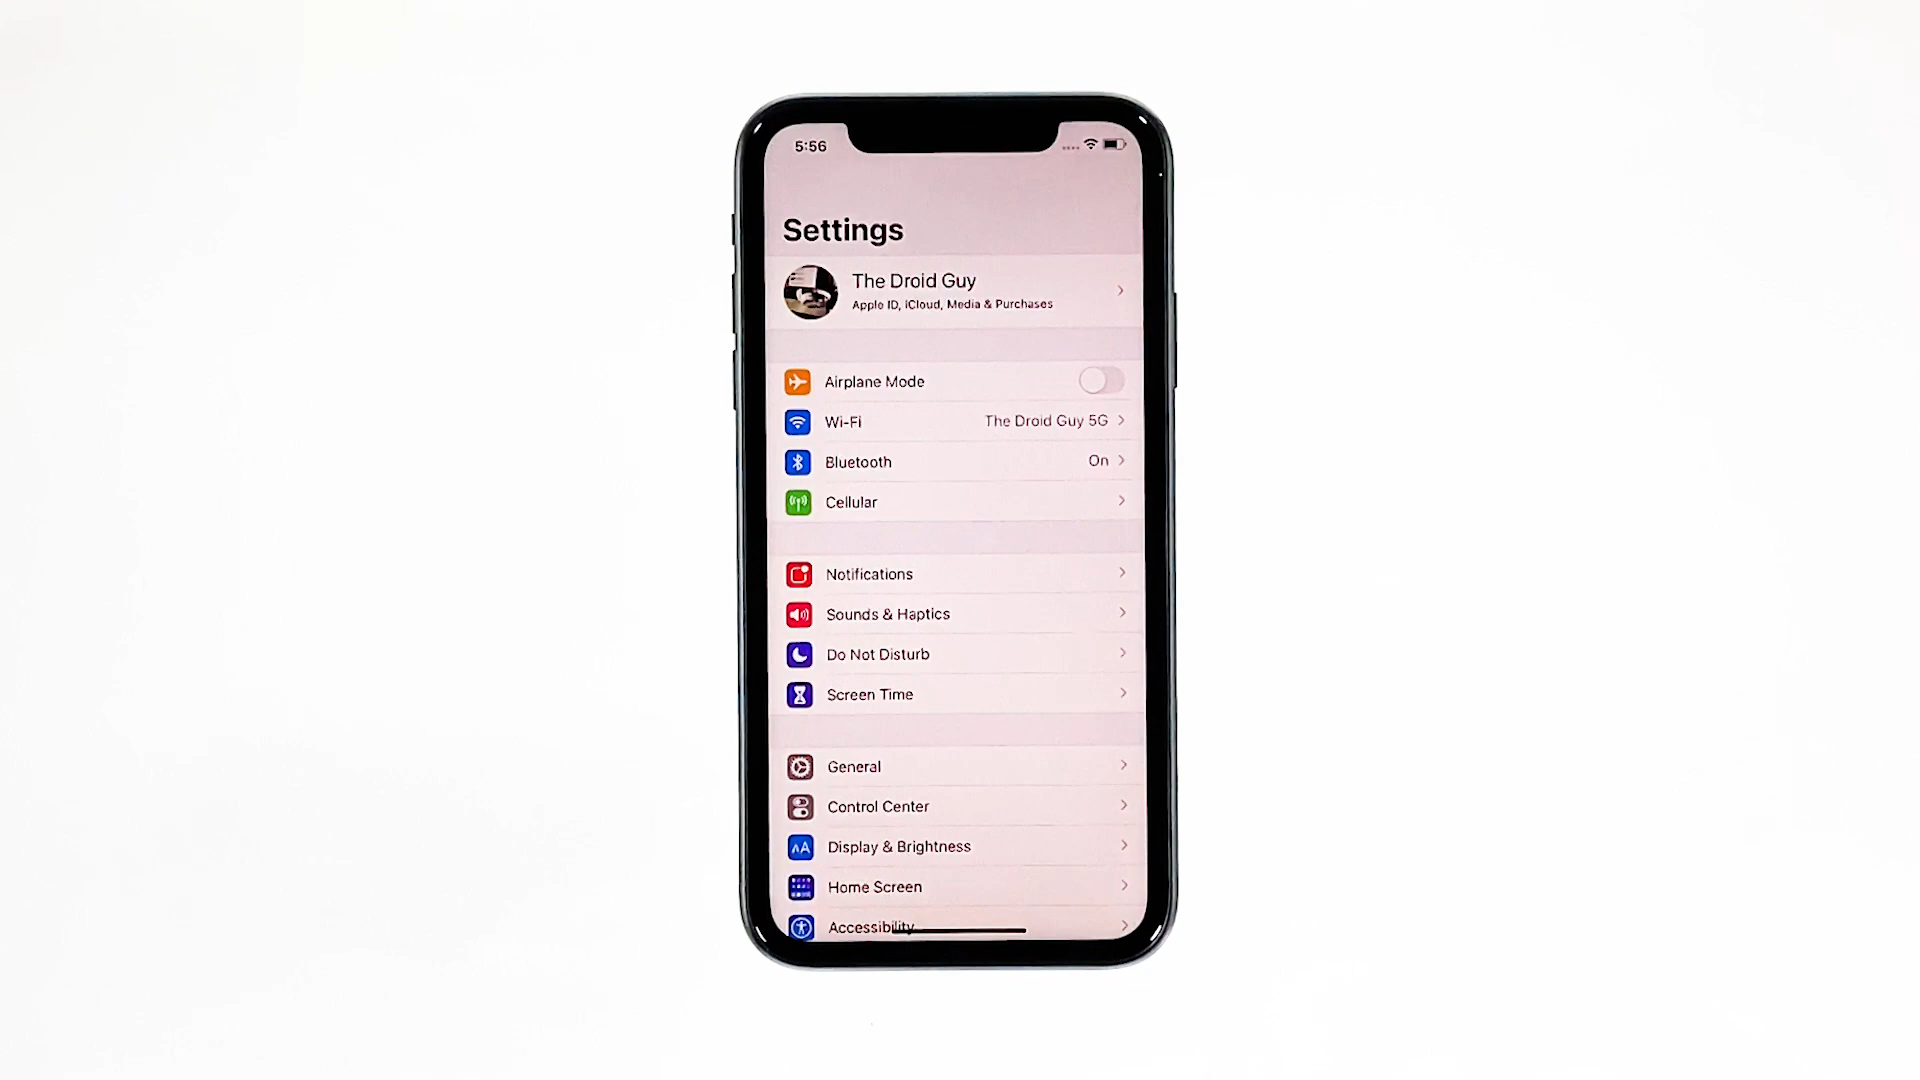 5:56
Settings
The Droid Guy
Apple ID, iCloud, Media & Purchases
Airplane Mode
Wi-Fi The Droid Guy 5G
Bluetooth On
Cellular
Notifications
Sounds & Haptics
Do Not Disturb
Screen Time
General
Control Center
AA Display & Brightness
Home Screen
Accessibility